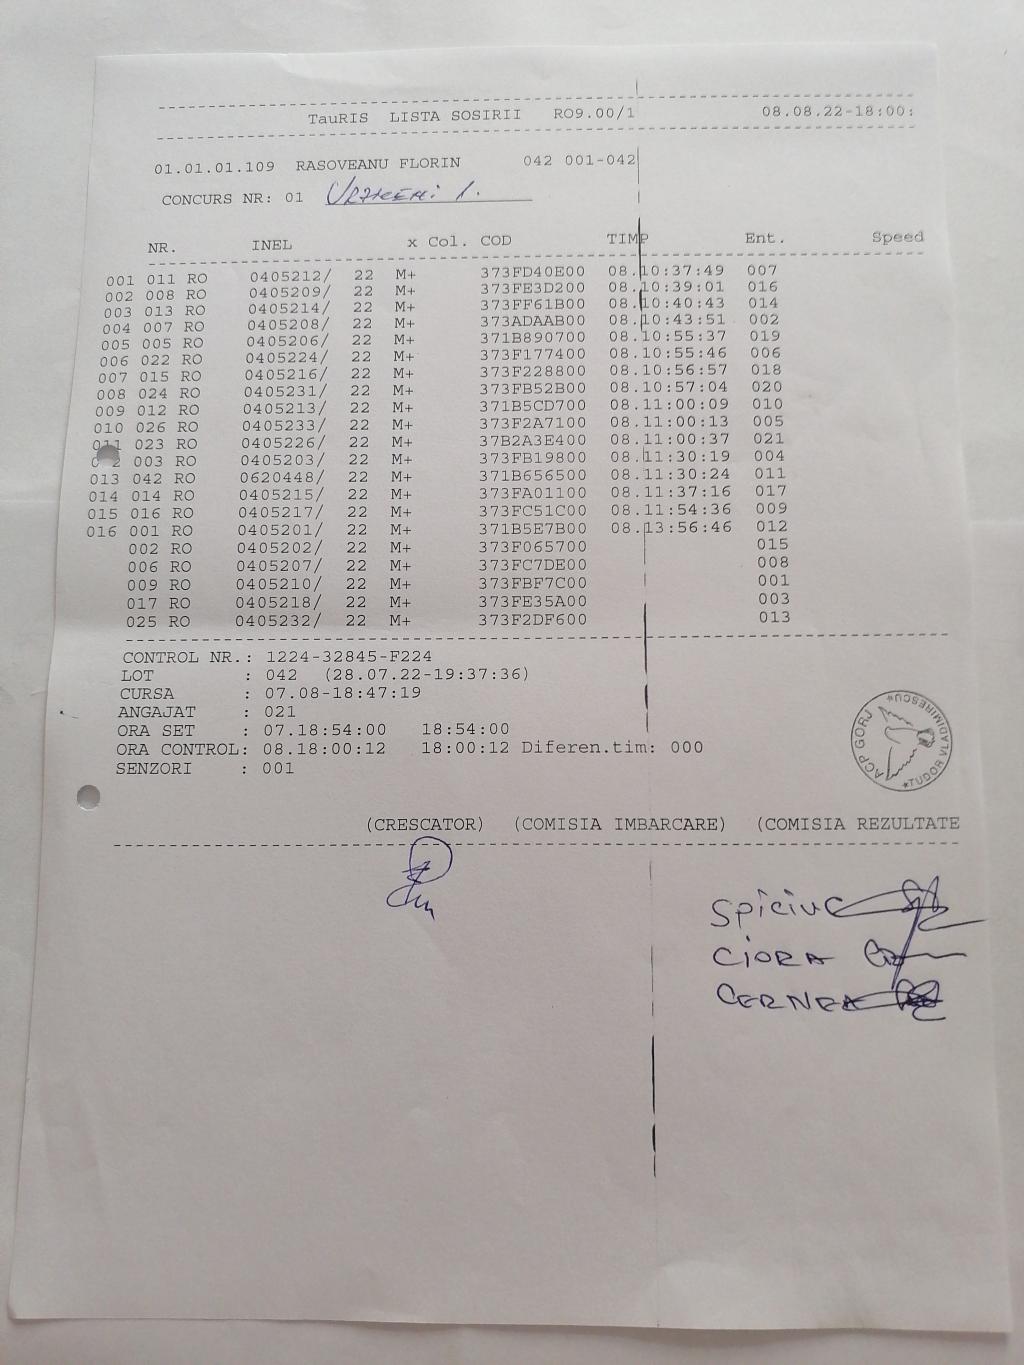 TauRIS LISTA SOSIRII RO9.00/1 08.08.22-18:00:
01.01.01.109 RASOVEANU FLORIN 042 001-042
CONCURS NR: 01 URZICENI 1.
NR. INEL x Col. COD TIMP Ent. Speed
001 011 RO 0405212/ 22 M+ 373FD40E00 08.10:37:49 007
002 008 RO 0405209/ 22 M+ 373FE3D200 08.10:39:01 016
003 013 RO 0405214/ 22 M+ 373FF61B00 08.10:40:43 014
004 007 RO 0405208/ 22 M+ 373ADAAB00 08.10:43:51 002
005 005 RO 0405206/ 22 M+ 371B890700 08.10:55:37 019
006 022 RO 0405224/ 22 M+ 373F177400 08.10:55:46 006
007 015 RO 0405216/ 22 M+ 373F228800 08.10:56:57 018
008 024 RO 0405231/ 22 M+ 373FB52B00 08.10:57:04 020
009 012 RO 0405213/ 22 M+ 371B5CD700 08.11:00:09 010
010 026 RO 0405233/ 22 M+ 373F2A7100 08.11:00:13 005
011 023 RO 0405226/ 22 M+ 37B2A3E400 08.11:00:37 021
003 RO 0405203/ 22 M+ 373FB19800 08.11:30:19 004
013 042 RO 0620448/ 22 M+ 371B656500 08.11:30:24 011
014 014 RO 0405215/ 22 M+ 373FA01100 08.11:37:16 017
015 016 RO 0405217/ 22 M+ 373FC51C00 08.11:54:36 009
016 001 RO 0405201/ 22 M+ 371B5E7B00 08.13:56:46 012
002 RO 0405202/ 22 M+ 373F065700 015
006 RO 0405207/ 22 M+ 373FC7DE00 008
009 RO 0405210/ 22 M+ 373FBF7C00 001
017 RO 0405218/ 22 M+ 373FE35A00 003
025 RO 0405232/ 22 M+ 373F2DF600 013
CONTROL NR.: 1224-32845-F224
LOT : 042 (28.07.22-19:37:36)
CURSA : 07.08-18:47:19
ANGAJAT : 021
ORA SET : 07.18:54:00 18:54:00
ORA CONTROL: 08.18:00:12 18:00:12 Diferen.tim: 000
SENZORI : 001
ACP GORJ *TUDOR VLADIMIRESCU*
(CRESCATOR) (COMISIA IMBARCARE) (COMISIA REZULTATE
SPICIUC
CIORA
CERNEA